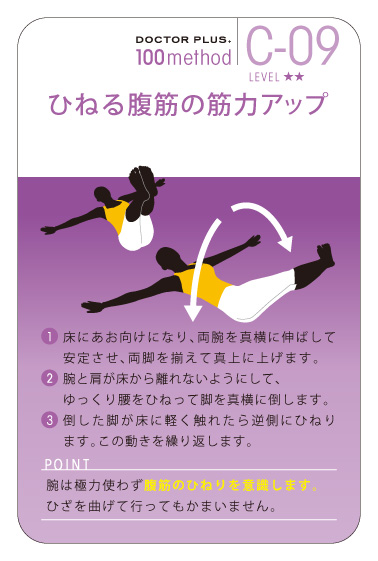 DOCTOR PLUS.
100method
C-09
LEVEL ★★
ひねる腹筋の筋力アップ
1 床にあお向けになり、両腕を真横に伸ばして
安定させ、両脚を揃えて真上に上げます。
2 腕と肩が床から離れないようにして、
ゆっくり腰をひねって脚を真横に倒します。
3 倒した脚が床に軽く触れたら逆側にひねり
ます。この動きを繰り返します。
POINT
腕は極力使わず腹筋のひねりを意識します。
ひざを曲げて行ってもかまいません。